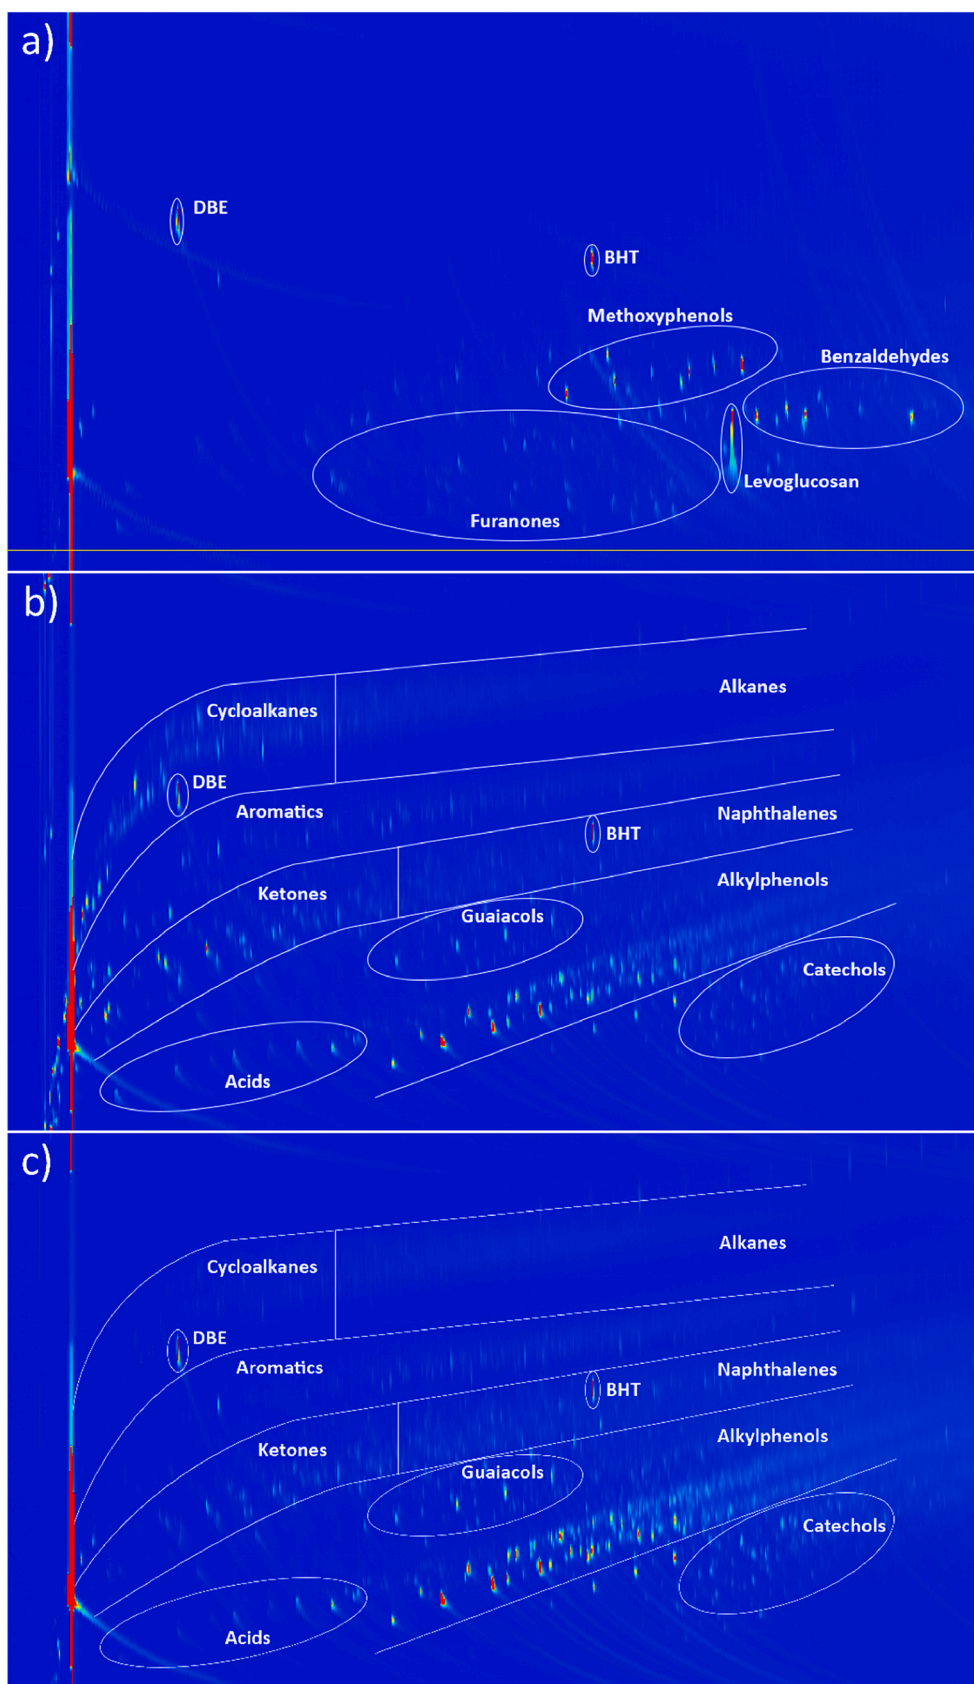 a)
DBE
BHT
Methoxyphenols
Benzaldehydes
Levoglucosan
Furanones
b)
Alkanes
Cycloalkanes
DBE
Aromatics
Naphthalenes
BHT
Alkylphenols
Ketones
Guaiacols
Catechols
Acids
c)
Alkanes
Cycloalkanes
DBE
Aromatics
Naphthalenes
BHT
Alkylphenols
Ketones
Guaiacols
Catechols
Acids